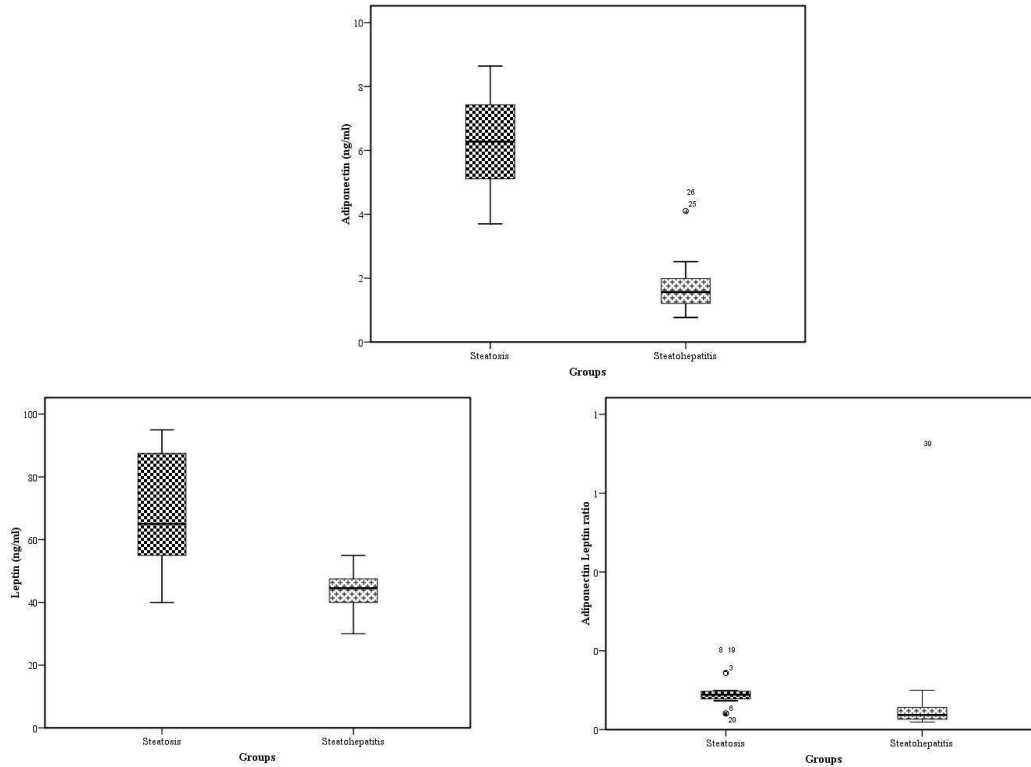 Adiponectin (ng/ml)
10
8
6
4
2
0
26
25
Steatosis
Steatohepatitis
Groups
Leptin (ng/ml)
100
80
60
40
20
0
Steatosis
Steatohepatitis
Groups
Adiponectin Leptin ratio
1
1
0
0
0
39
8 19
3
6
20
Steatosis
Steatohepatitis
Groups